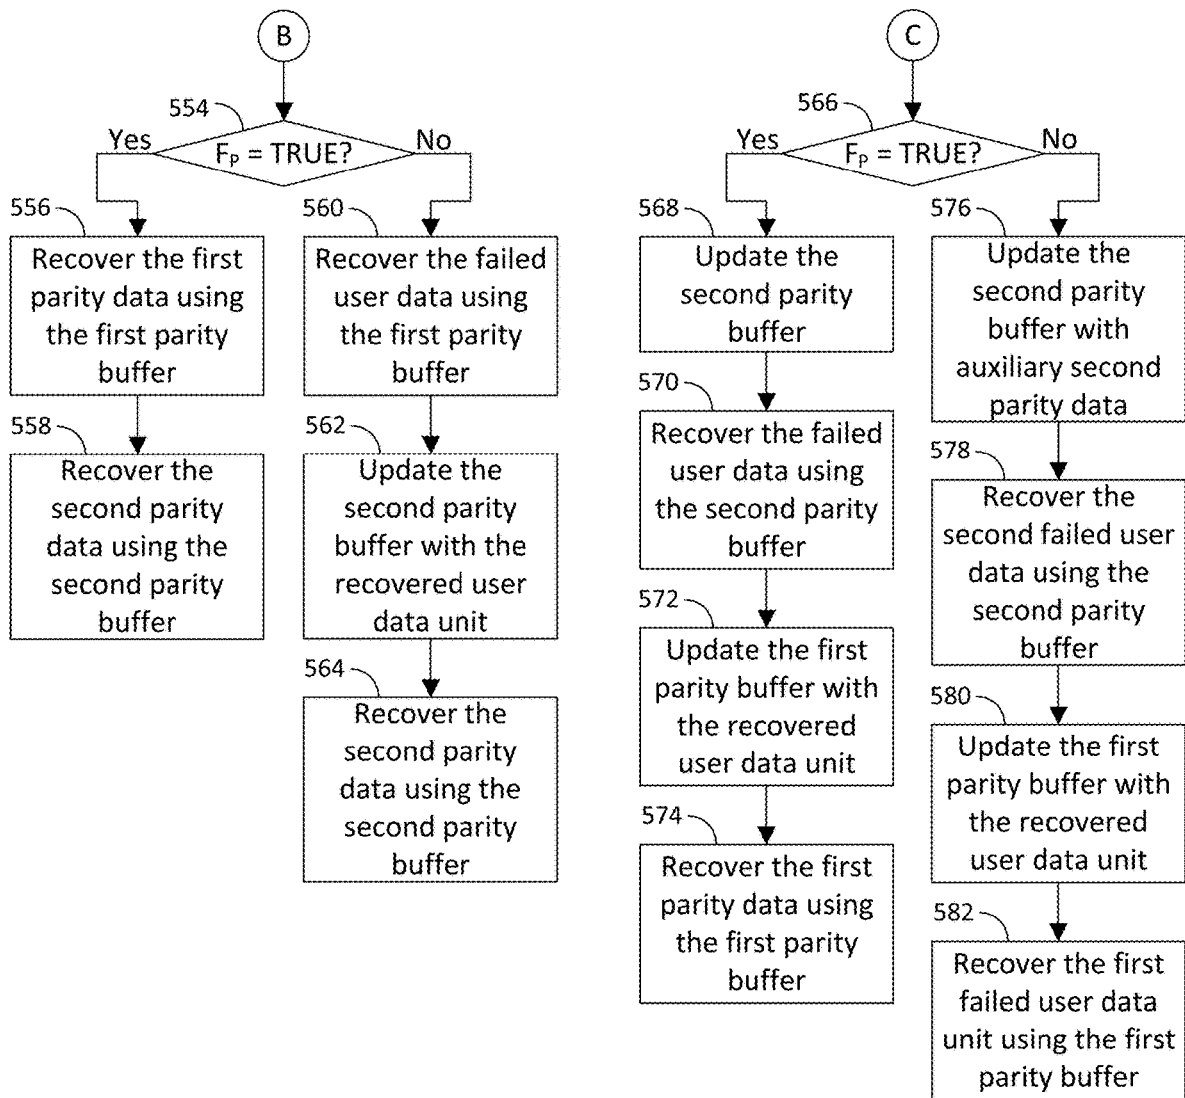 B
554
Yes
No
Fₚ = TRUE?
556
Recover the first
parity data using
the first parity
buffer
558
Recover the
second parity
data using the
second parity
buffer
560
Recover the failed
user data using
the first parity
buffer
562
Update the
second parity
buffer with the
recovered user
data unit
564
Recover the
second parity
data using the
second parity
buffer
C
566
Yes
No
Fₚ = TRUE?
568
Update the
second parity
buffer
570
Recover the failed
user data using
the second parity
buffer
572
Update the first
parity buffer with
the recovered
user data unit
574
Recover the first
parity data using
the first parity
buffer
576
Update the
second parity
buffer with
auxiliary second
parity data
578
Recover the
second failed user
data using the
second parity
buffer
580
Update the first
parity buffer with
the recovered
user data unit
582
Recover the first
failed user data
unit using the first
parity buffer